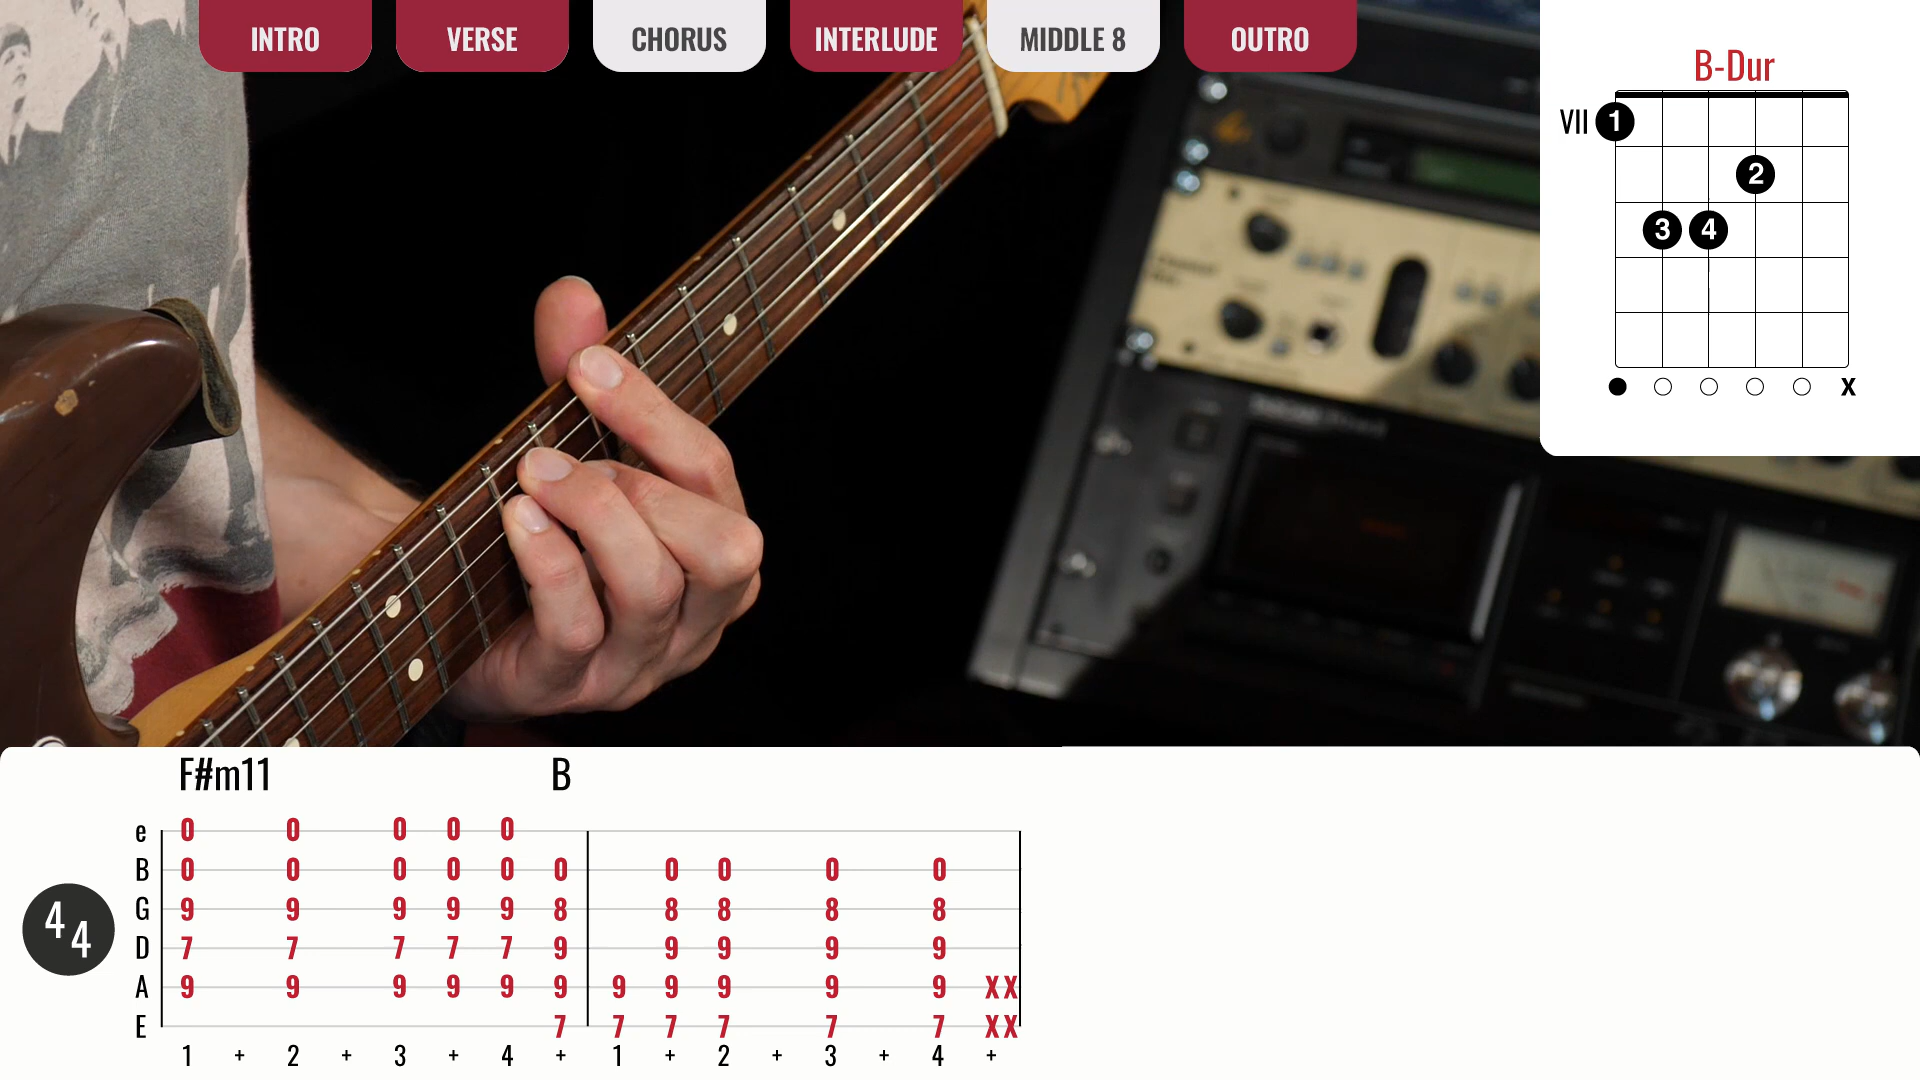 INTRO VERSE CHORUS INTERLUDE MIDDLE 8 OUTRO
B-Dur
VII 1
2
3 4
X
F#m11 B
e 0 0 0 0 0
B 0 0 0 0 0 0 0 0 0 0
G 9 9 9 9 9 8 8 8 8 8
D 7 7 7 7 7 9 9 9 9 9
A 9 9 9 9 9 9 9 9 9 9 9 X X
E 7 7 7 7 7 7 X X
4 4
1 + 2 + 3 + 4 + 1 + 2 + 3 + 4 +